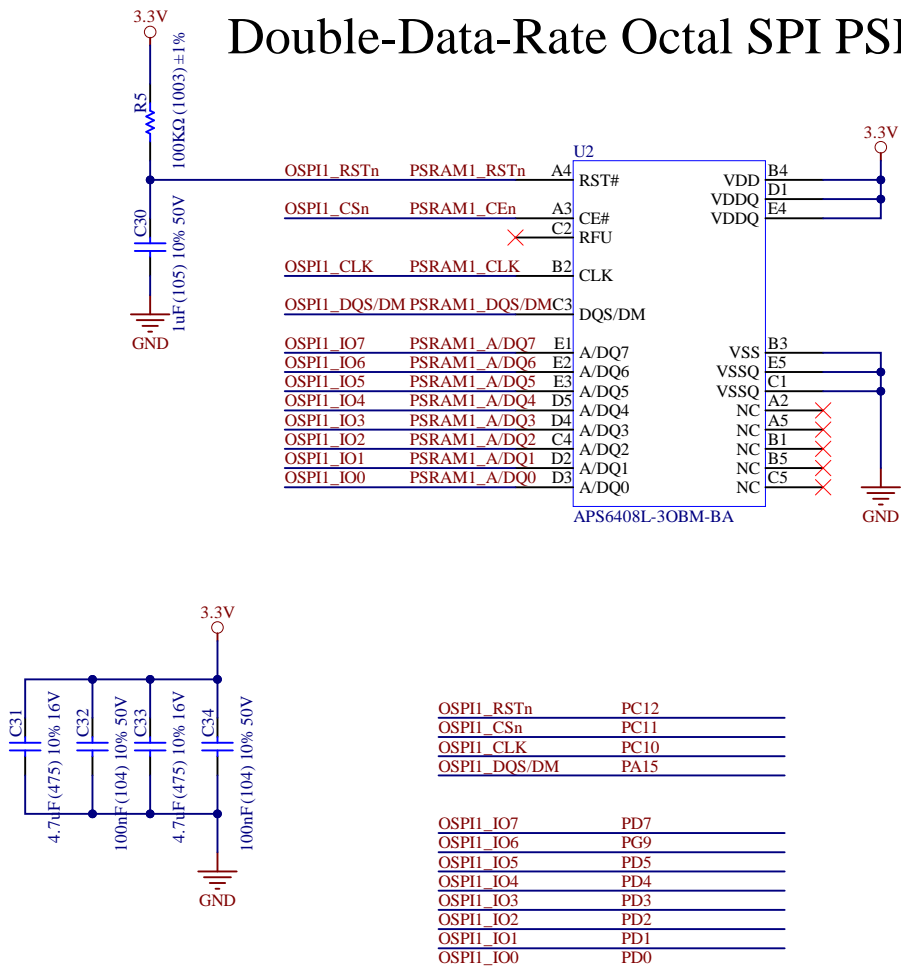 Double-Data-Rate Octal SPI PS
3.3V
R5
100KΩ (1003) ±1%
C30
1uF (105) 10% 50V
GND
U2
3.3V
OSPI1_RSTn PSRAM1_RSTn A4 RST# VDD B4
VDDQ D1
OSPI1_CSn PSRAM1_CEn A3 CE# VDDQ E4
C2 RFU
OSPI1_CLK PSRAM1_CLK B2 CLK
OSPI1_DQS/DM PSRAM1_DQS/DM C3 DQS/DM
OSPI1_IO7 PSRAM1_A/DQ7 E1 A/DQ7 VSS B3
OSPI1_IO6 PSRAM1_A/DQ6 E2 A/DQ6 VSSQ E5
OSPI1_IO5 PSRAM1_A/DQ5 E3 A/DQ5 VSSQ C1
OSPI1_IO4 PSRAM1_A/DQ4 D5 A/DQ4 NC A2
OSPI1_IO3 PSRAM1_A/DQ3 D4 A/DQ3 NC A5
OSPI1_IO2 PSRAM1_A/DQ2 C4 A/DQ2 NC B1
OSPI1_IO1 PSRAM1_A/DQ1 D2 A/DQ1 NC B5
OSPI1_IO0 PSRAM1_A/DQ0 D3 A/DQ0 NC C5
APS6408L-3OBM-BA
GND
3.3V
C31
4.7uF (475) 10% 16V
C32
100nF (104) 10% 50V
C33
4.7uF (475) 10% 16V
C34
100nF (104) 10% 50V
GND
OSPI1_RSTn PC12
OSPI1_CSn PC11
OSPI1_CLK PC10
OSPI1_DQS/DM PA15
OSPI1_IO7 PD7
OSPI1_IO6 PG9
OSPI1_IO5 PD5
OSPI1_IO4 PD4
OSPI1_IO3 PD3
OSPI1_IO2 PD2
OSPI1_IO1 PD1
OSPI1_IO0 PD0